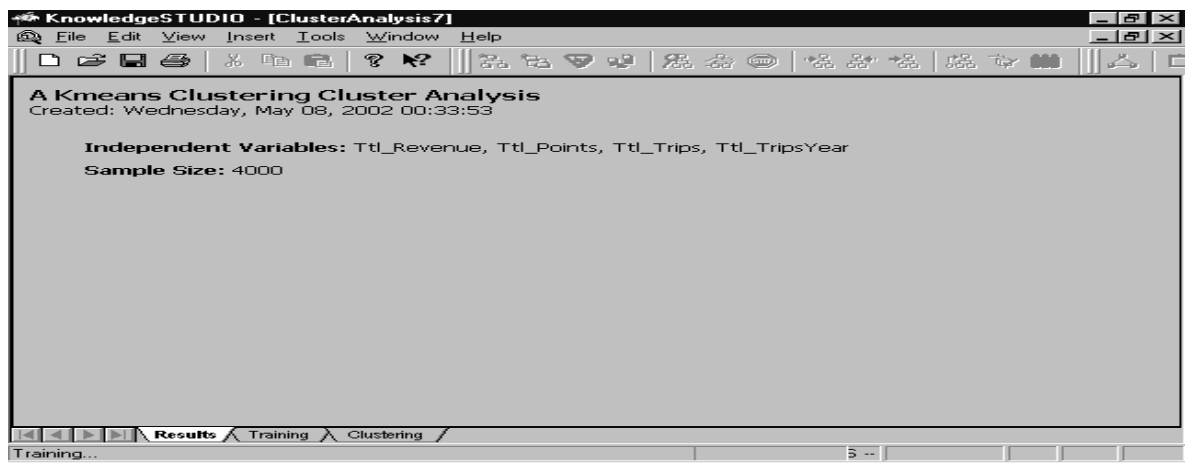 KnowledgeSTUDIO - [ClusterAnalysis7]
File Edit View Insert Tools Window Help
A Kmeans Clustering Cluster Analysis
Created: Wednesday, May 08, 2002 00:33:53
Independent Variables: Ttl_Revenue, Ttl_Points, Ttl_Trips, Ttl_TripsYear
Sample Size: 4000
Results Training Clustering
Training...